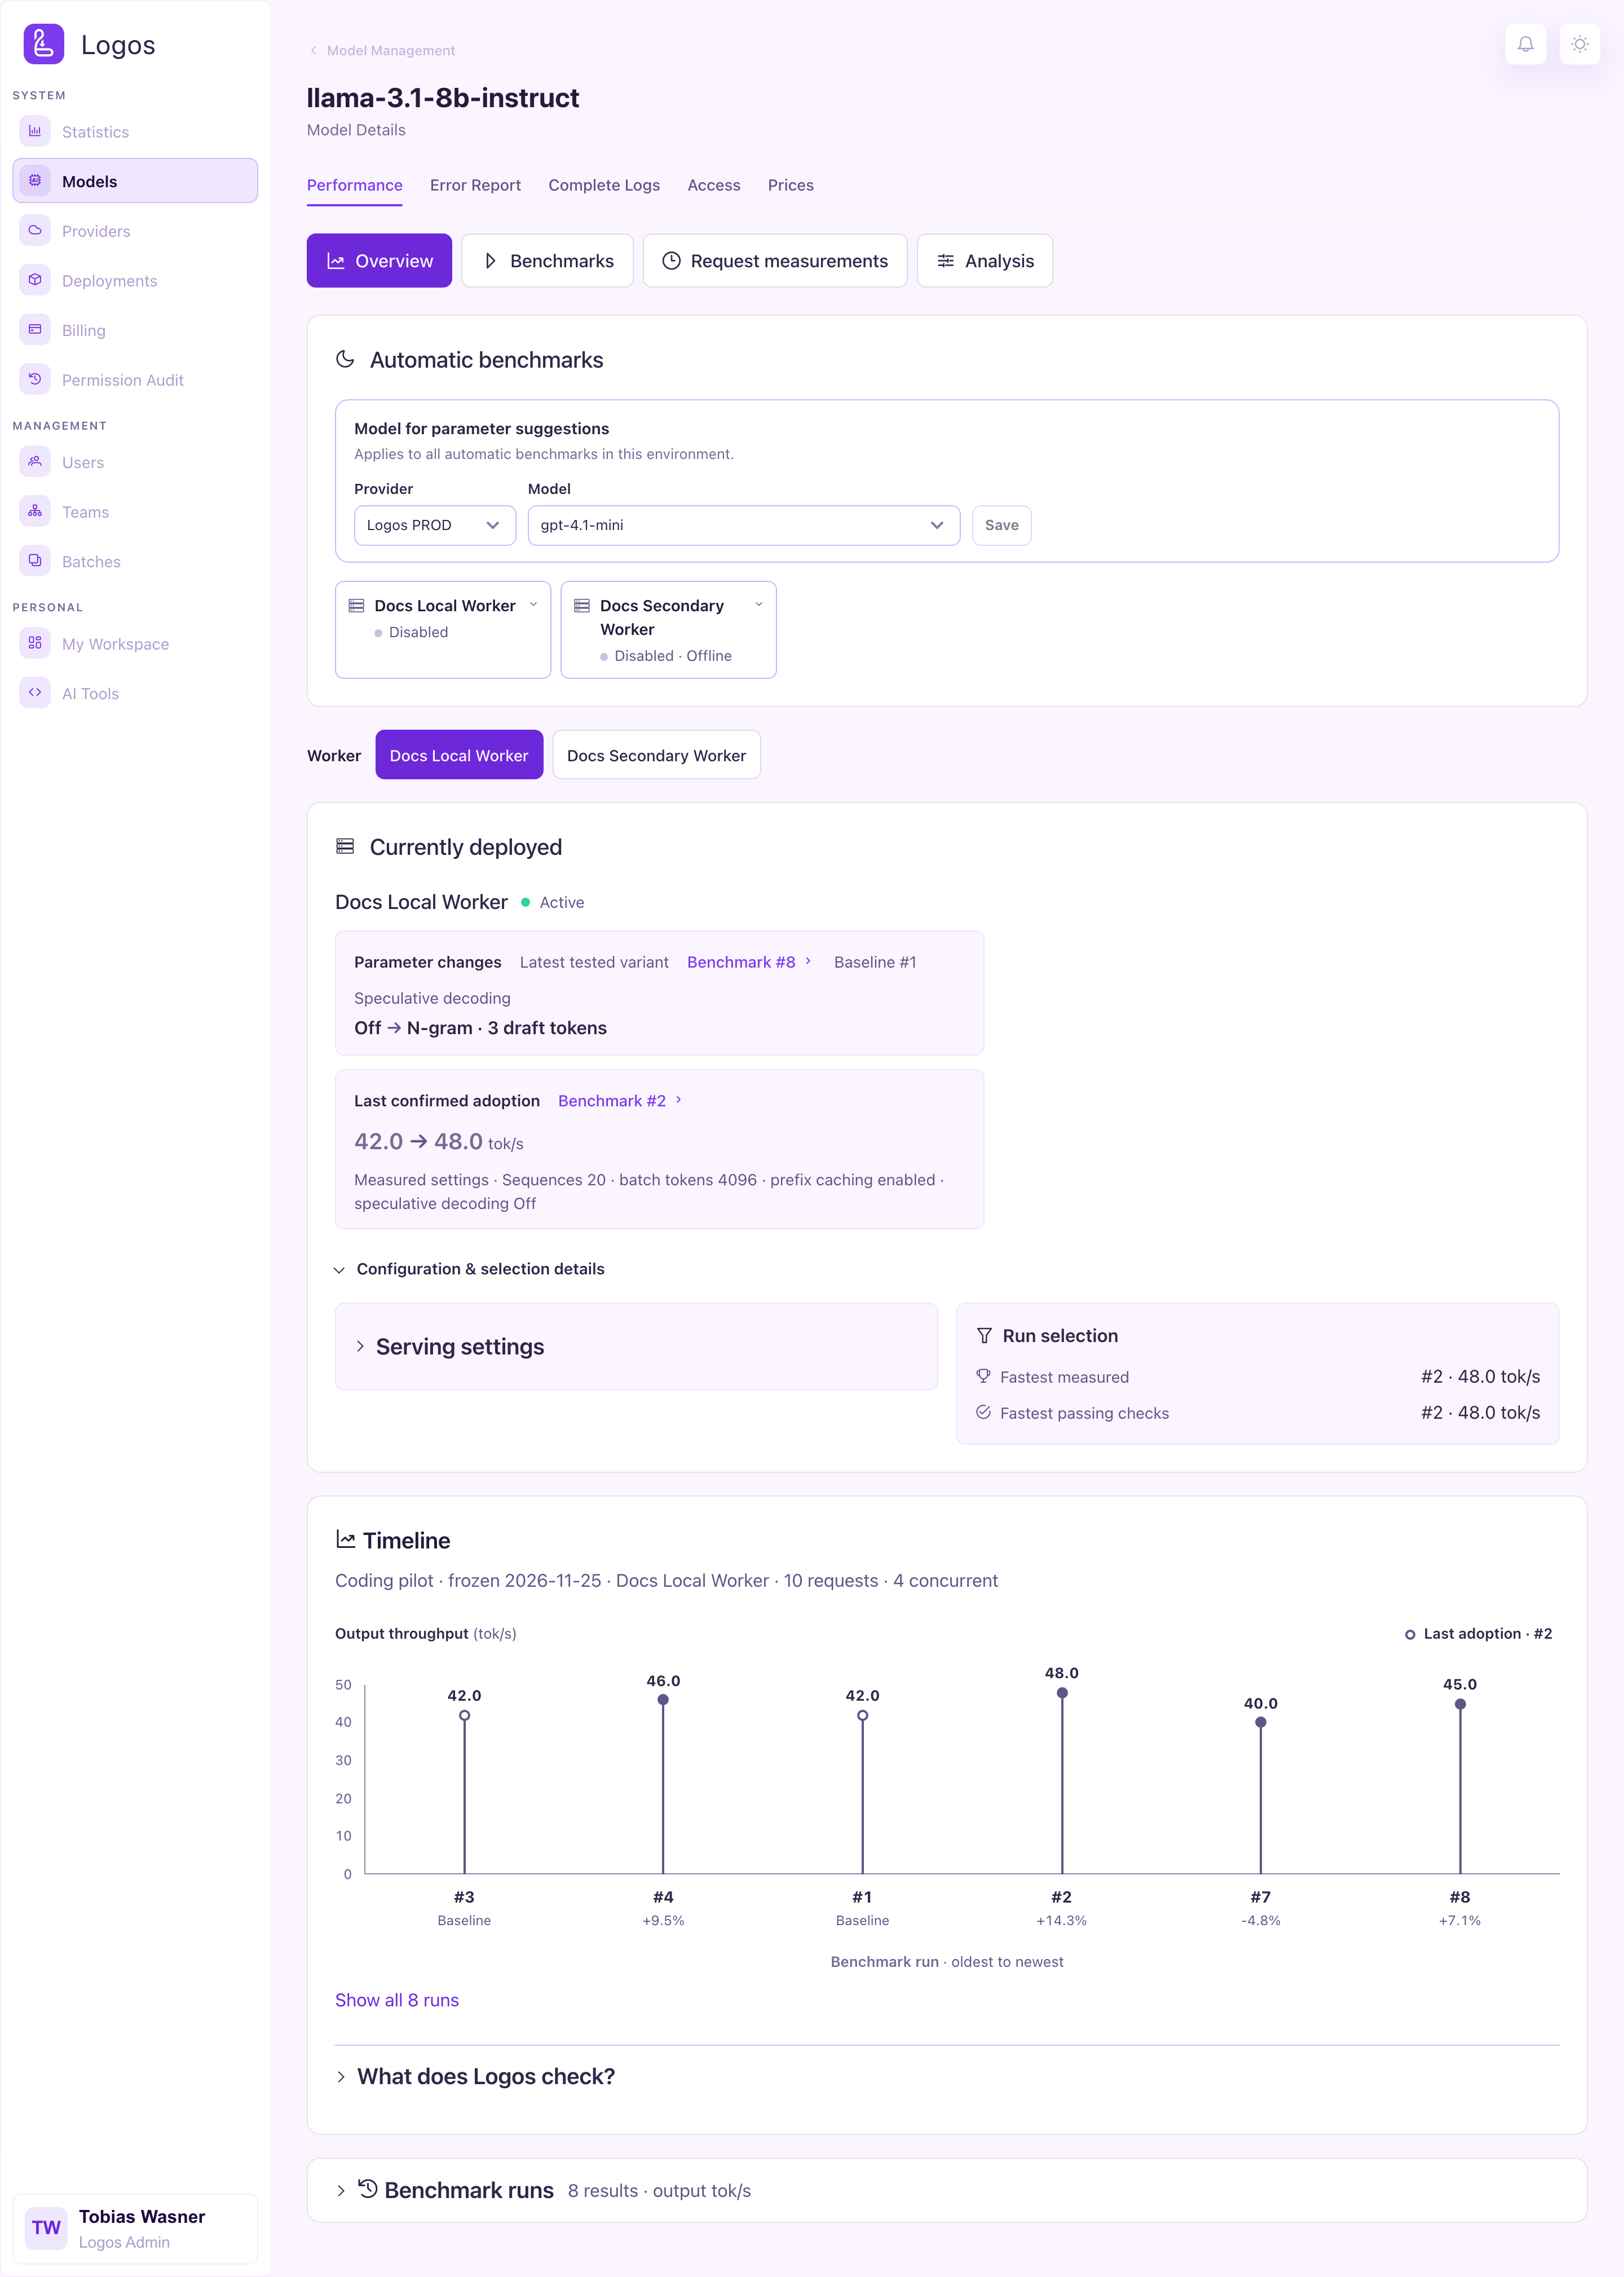 Logos
SYSTEM
Statistics
Models
Providers
Deployments
Billing
Permission Audit
MANAGEMENT
Users
Teams
Batches
PERSONAL
My Workspace
AI Tools
TW
Tobias Wasner
Logos Admin
Model Management
llama-3.1-8b-instruct
Model Details
Performance Error Report Complete Logs Access Prices
Overview Benchmarks Request measurements Analysis
Automatic benchmarks
Model for parameter suggestions
Applies to all automatic benchmarks in this environment.
Provider Model
Logos PROD gpt-4.1-mini Save
Docs Local Worker
Disabled
Docs Secondary
Worker
Disabled · Offline
Worker Docs Local Worker Docs Secondary Worker
Currently deployed
Docs Local Worker Active
Parameter changes Latest tested variant Benchmark #8 Baseline #1
Speculative decoding
Off → N-gram · 3 draft tokens
Last confirmed adoption Benchmark #2
42.0 → 48.0 tok/s
Measured settings · Sequences 20 · batch tokens 4096 · prefix caching enabled ·
speculative decoding Off
Configuration & selection details
Serving settings
Run selection
Fastest measured #2 · 48.0 tok/s
Fastest passing checks #2 · 48.0 tok/s
Timeline
Coding pilot · frozen 2026-11-25 · Docs Local Worker · 10 requests · 4 concurrent
Output throughput (tok/s) Last adoption · #2
50
40
30
20
10
0
42.0 46.0 42.0 48.0 40.0 45.0
#3 #4 #1 #2 #7 #8
Baseline +9.5% Baseline +14.3% -4.8% +7.1%
Benchmark run · oldest to newest
Show all 8 runs
What does Logos check?
Benchmark runs 8 results · output tok/s